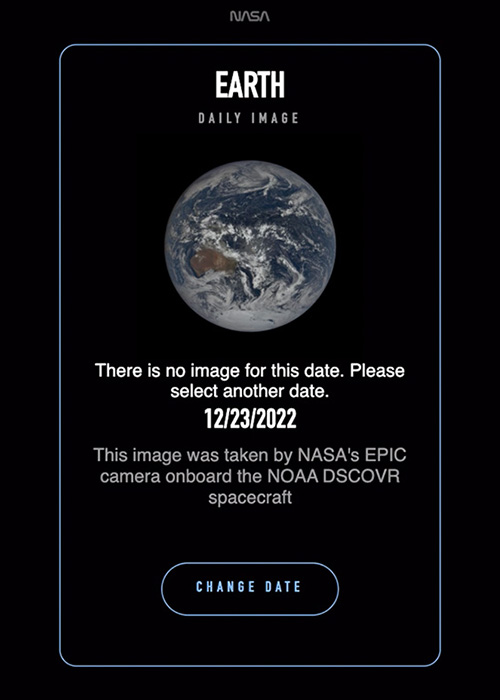 NASA
EARTH
DAILY IMAGE
There is no image for this date. Please
select another date.
12/23/2022
This image was taken by NASA's EPIC
camera onboard the NOAA DSCOVR
spacecraft
CHANGE DATE